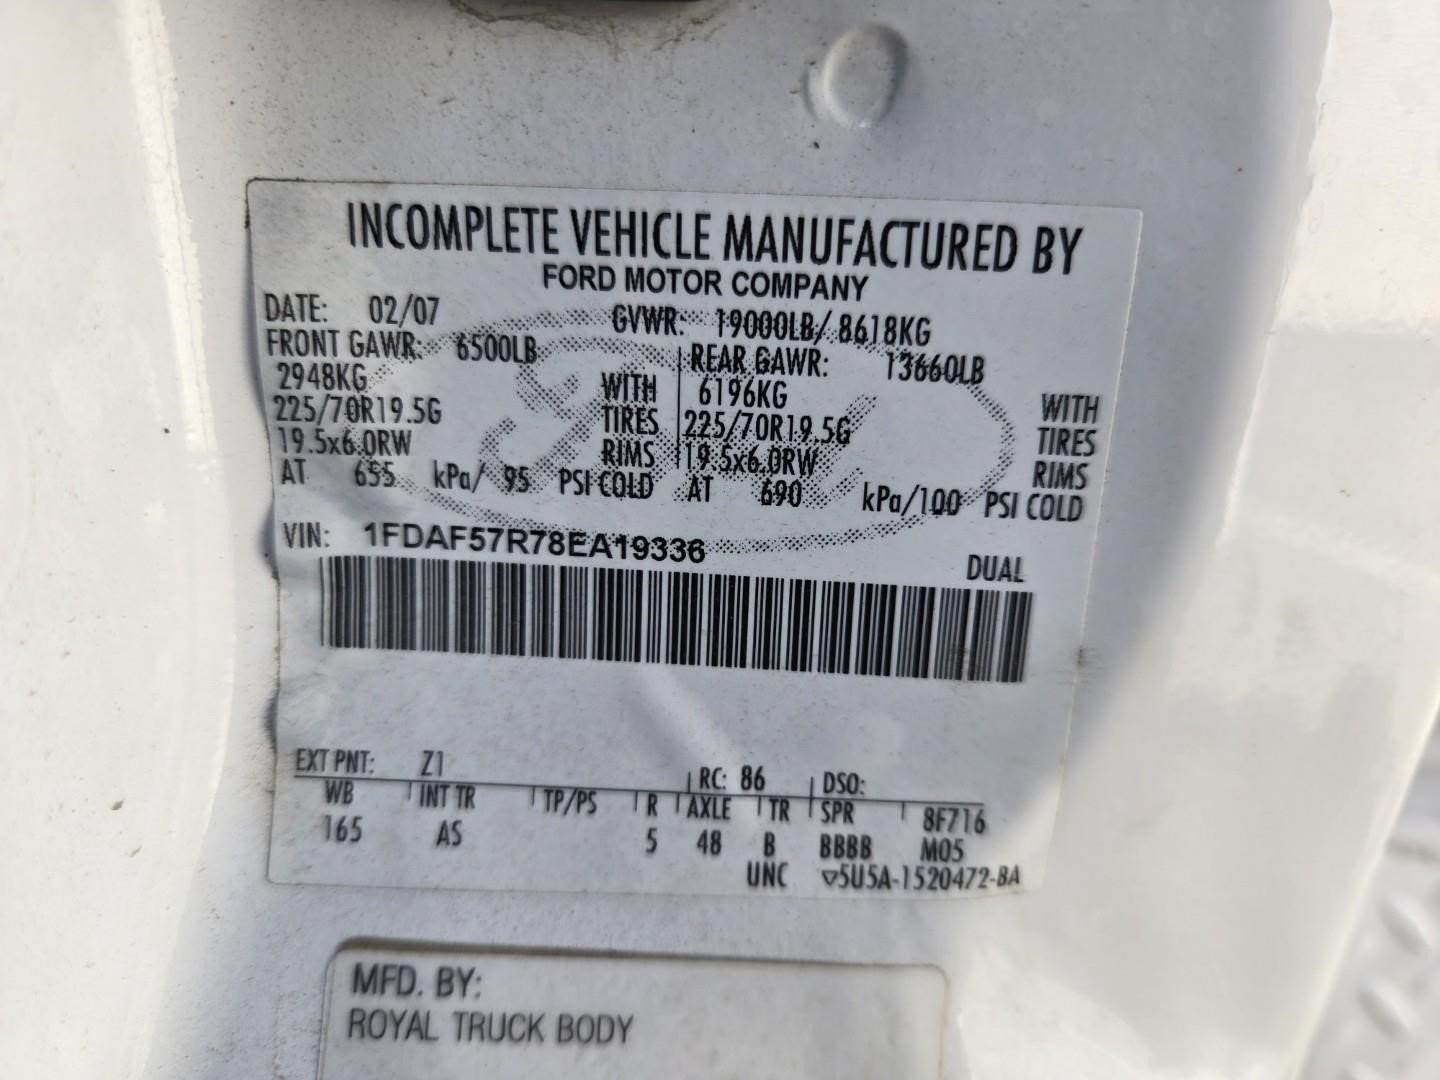 INCOMPLETE VEHICLE MANUFACTURED BY
FORD MOTOR COMPANY
DATE: 02/07 GVWR: 19000LB/ 8618KG
FRONT GAWR: 6500LB REAR GAWR: 13660LB
2948KG WITH 6196KG WITH
225/70R19.5G TIRES 225/70R19.5G TIRES
19.5x6.0RW RIMS 19.5x6.0RW RIMS
AT 655 kPa/ 95 PSI COLD AT 690 kPa/100 PSI COLD
VIN: 1FDAF57R78EA19336
DUAL
EXT PNT: Z1 RC: 86 DSO:
WB INT TR TP/PS R AXLE TR SPR 8F716
165 AS 5 48 B BBBB M05
UNC ▽5U5A-1520472-BA
MFD. BY:
ROYAL TRUCK BODY